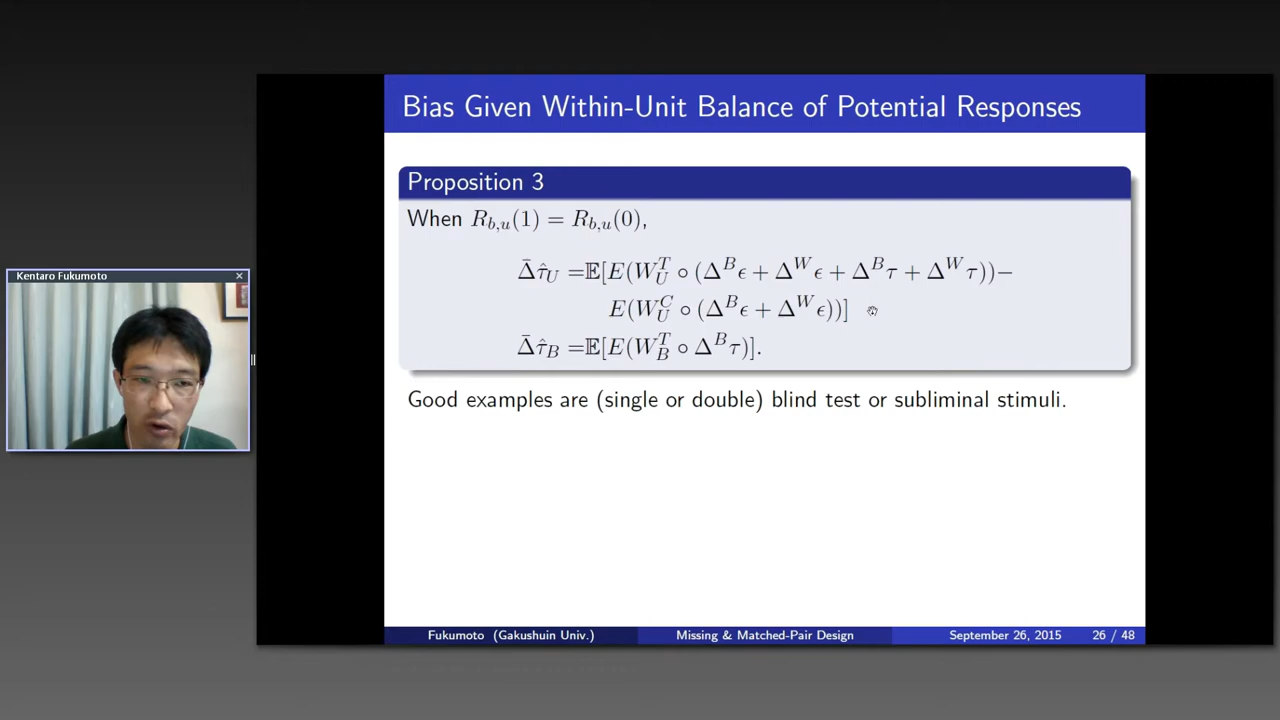 Bias Given Within-Unit Balance of Potential Responses
Proposition 3
When $R_{b,u}(1) = R_{b,u}(0)$,
$\bar{\Delta}\hat{\tau}_U = \mathbb{E}[E(W_U^T \circ (\Delta^B\epsilon + \Delta^W\epsilon + \Delta^B\tau + \Delta^W\tau)) -$
$E(W_U^C \circ (\Delta^B\epsilon + \Delta^W\epsilon))]$
$\bar{\Delta}\hat{\tau}_B = \mathbb{E}[E(W_B^T \circ \Delta^B\tau)].$
Kentaro Fukumoto
Good examples are (single or double) blind test or subliminal stimuli.
Fukumoto (Gakushuin Univ.) Missing & Matched-Pair Design September 26, 2015 26 / 48